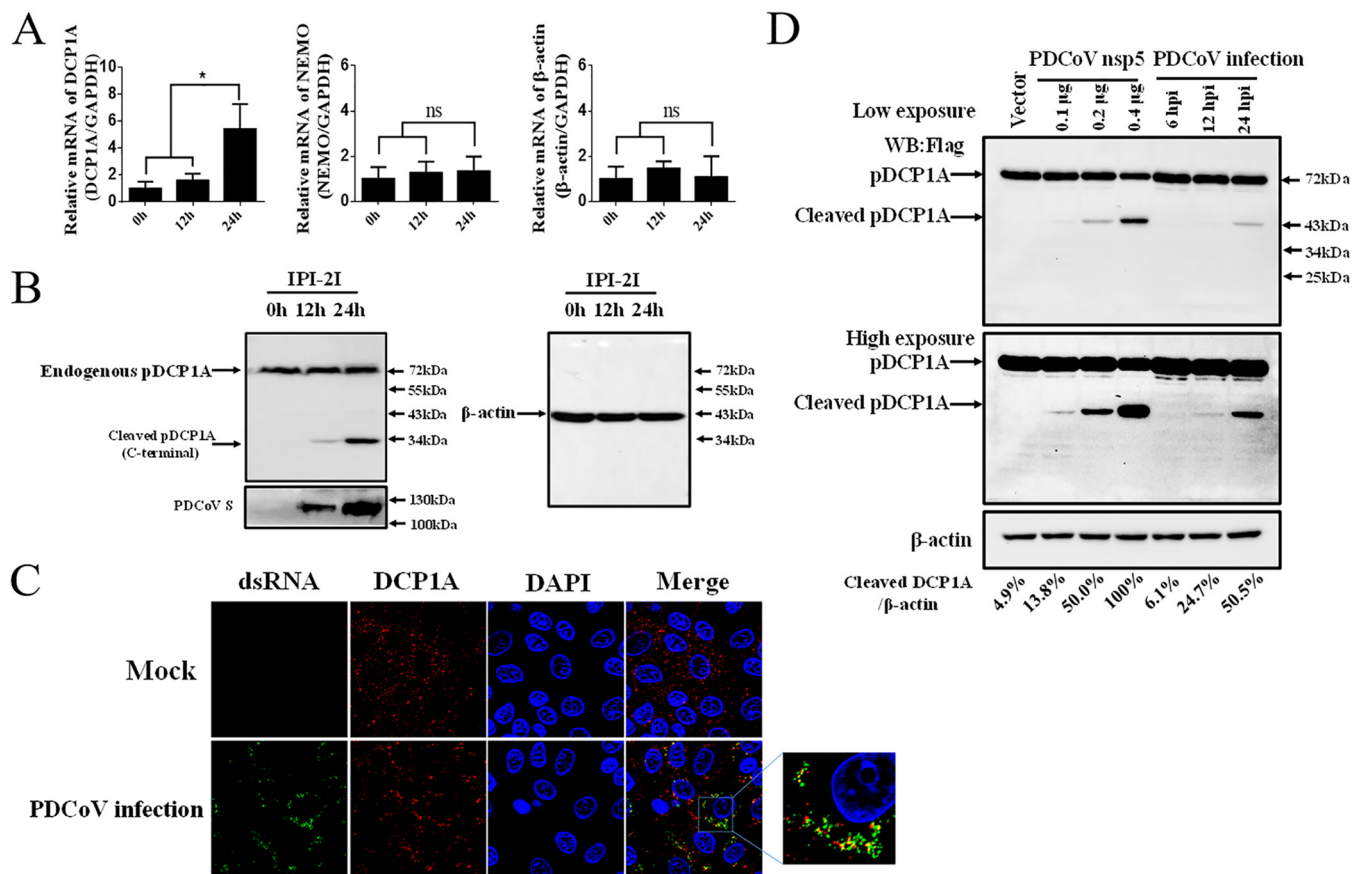 A
Relative mRNA of DCP1A
(DCP1A/GAPDH)
10
8
6
4
2
0
*
0h
12h
24h
Relative mRNA of NEMO
(NEMO/GAPDH)
6
4
2
0
ns
0h
12h
24h
Relative mRNA of β-actin
(β-actin/GAPDH)
6
4
2
0
ns
0h
12h
24h
B
IPI-2I
0h 12h 24h
Endogenous pDCP1A
Cleaved pDCP1A
(C-terminal)
72kDa
55kDa
43kDa
34kDa
PDCoV S
130kDa
100kDa
IPI-2I
0h 12h 24h
β-actin
72kDa
55kDa
43kDa
34kDa
C
dsRNA DCP1A DAPI Merge
Mock
PDCoV infection
D
PDCoV nsp5 PDCoV infection
Low exposure
Vector
0.1 μg
0.2 μg
0.4 μg
6 hpi
12 hpi
24 hpi
WB:Flag
pDCP1A
Cleaved pDCP1A
72kDa
43kDa
34kDa
25kDa
High exposure
pDCP1A
Cleaved pDCP1A
β-actin
Cleaved DCP1A
/β-actin
4.9%
13.8%
50.0%
100%
6.1%
24.7%
50.5%